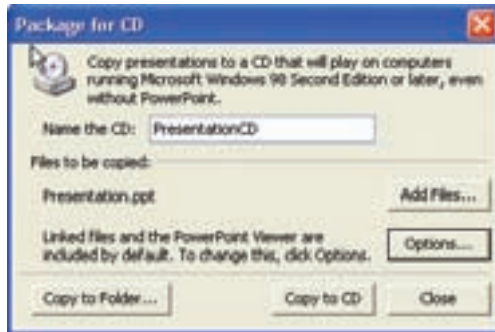 Package for CD
Copy presentations to a CD that will play on computers
running Microsoft Windows 98 Second Edition or later, even
without PowerPoint.
Name the CD: PresentationCD
Files to be copied:
Presentation.ppt
Add Files...
Linked files and the PowerPoint Viewer are
included by default. To change this, click Options.
Options...
Copy to Folder... Copy to CD Close